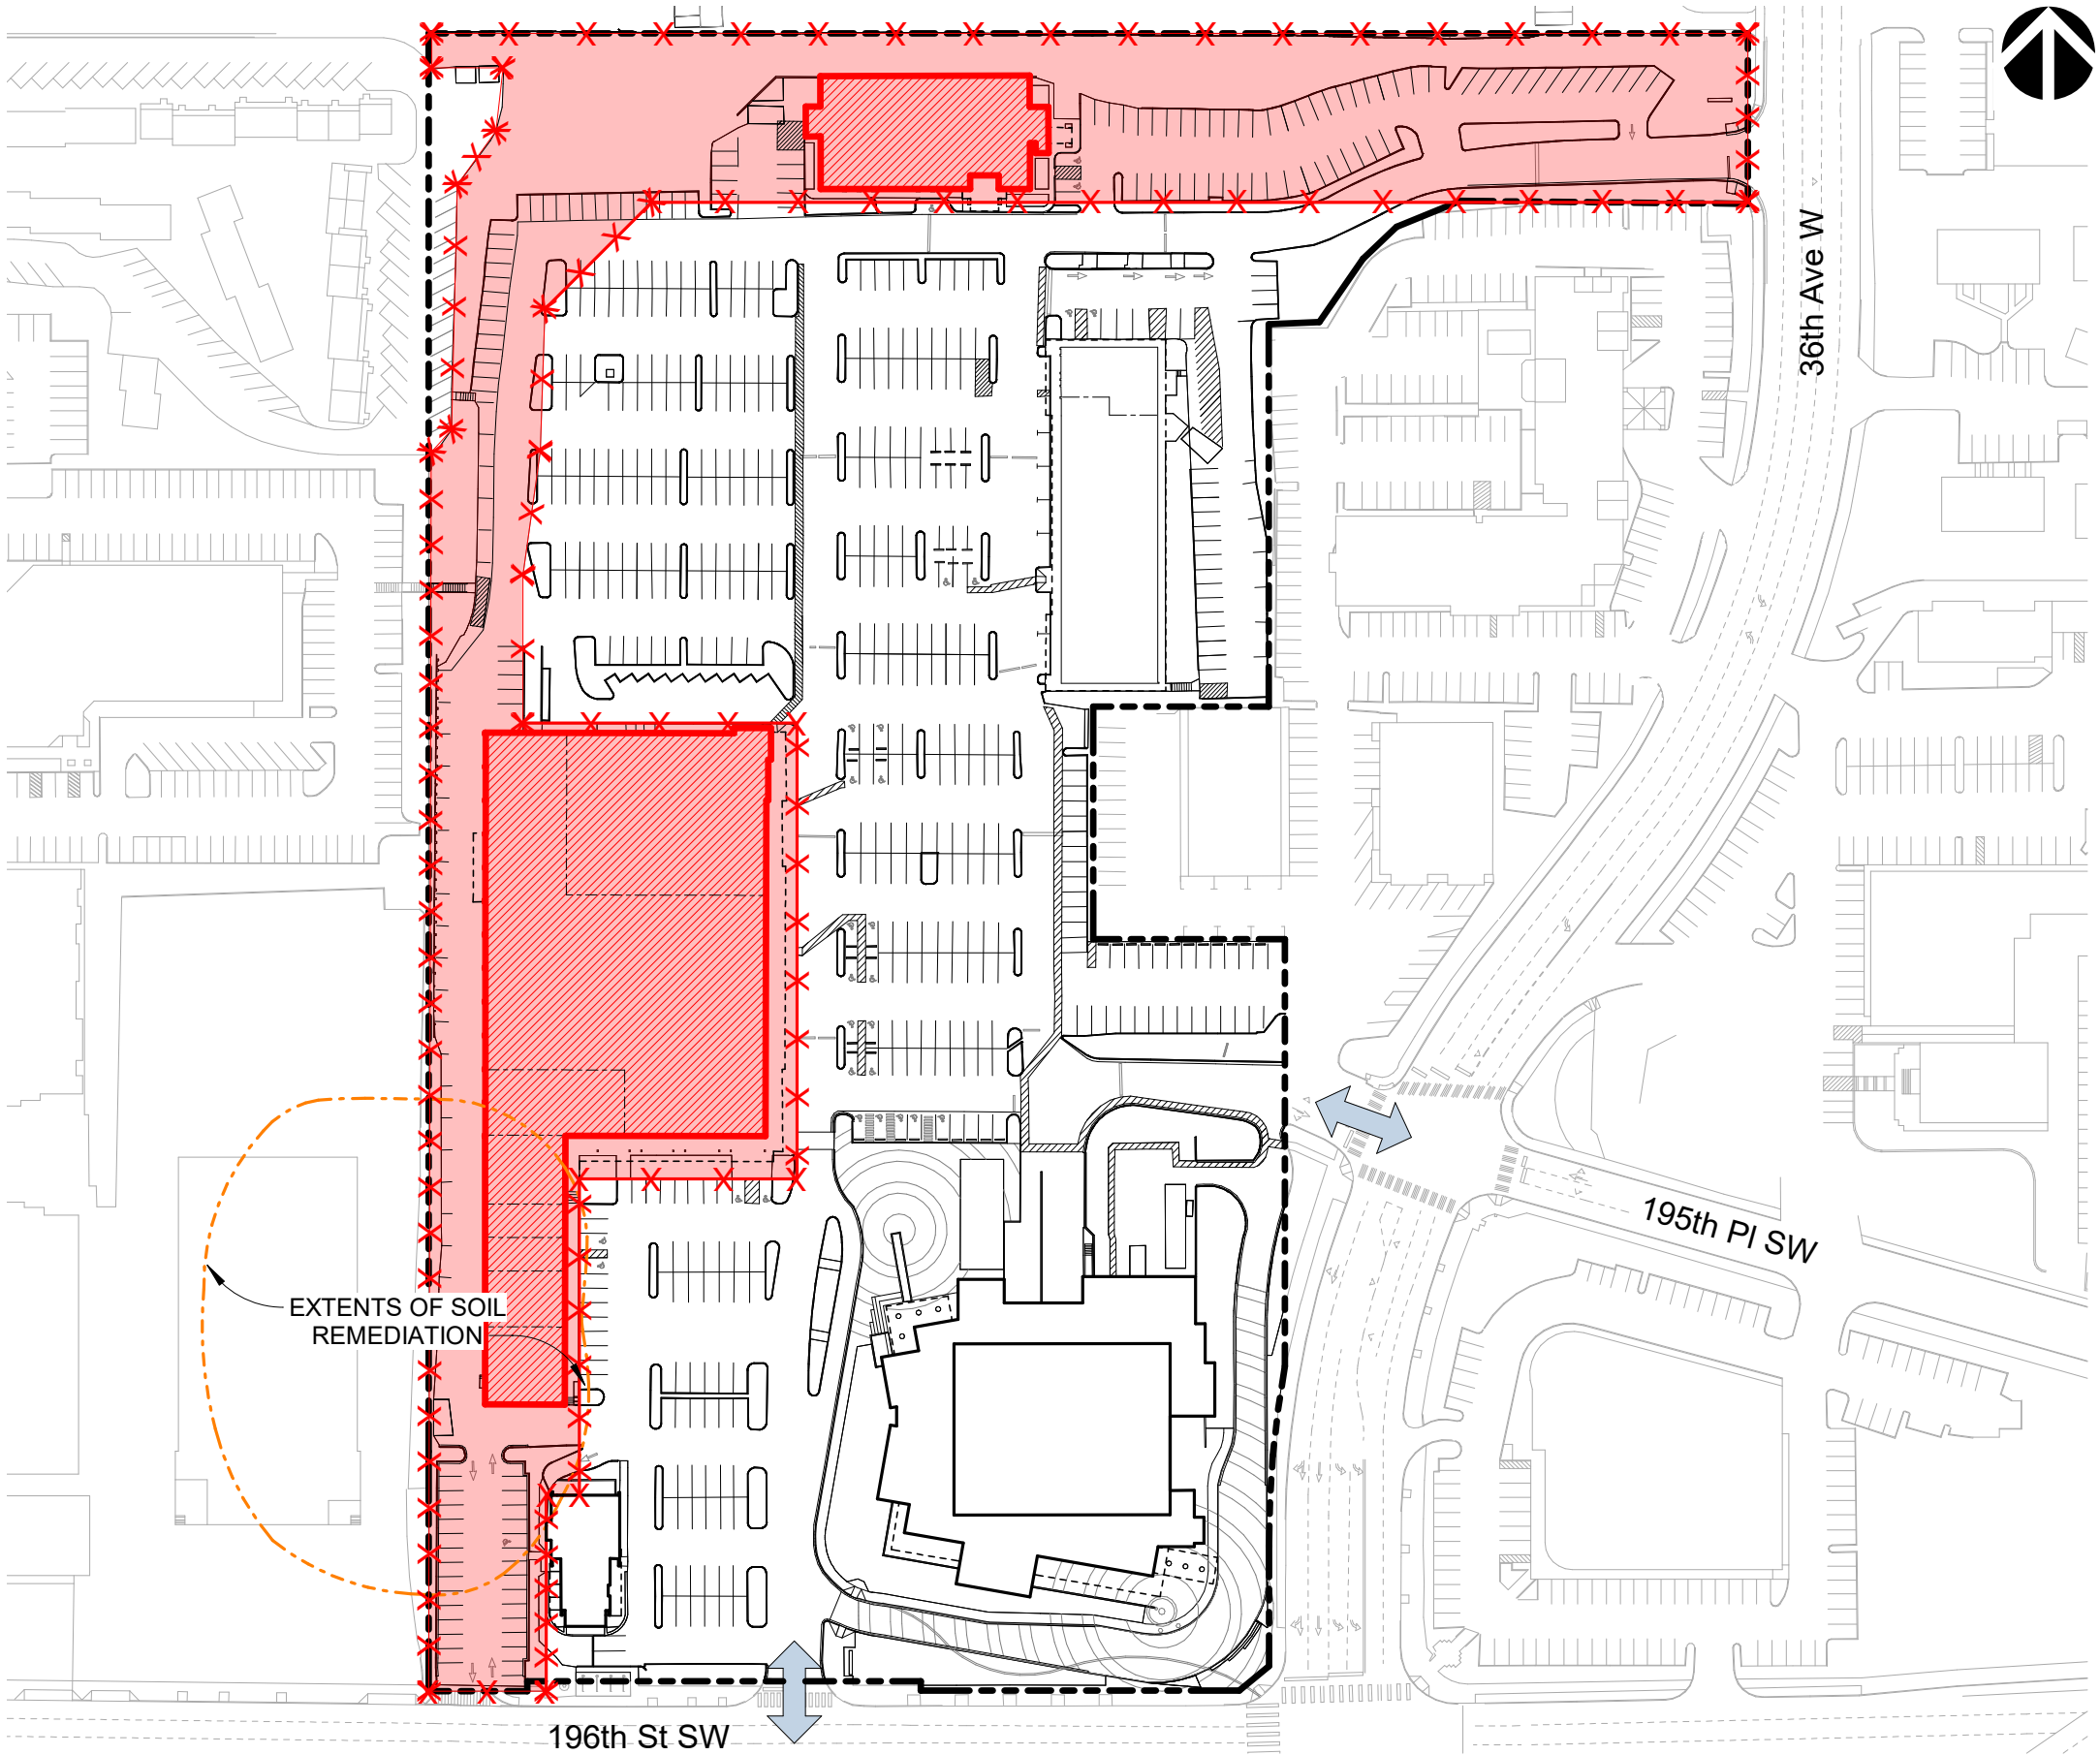 36th Ave W
195th Pl SW
EXTENTS OF SOIL
REMEDIATION
196th St SW